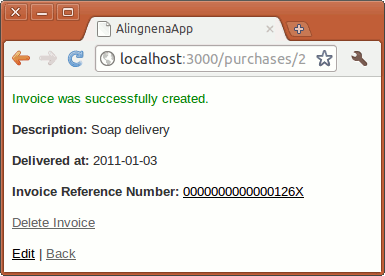 AlingnenaApp
localhost:3000/purchases/2
Invoice was successfully created.
Description: Soap delivery
Delivered at: 2011-01-03
Invoice Reference Number: 0000000000000126X
Delete Invoice
Edit | Back